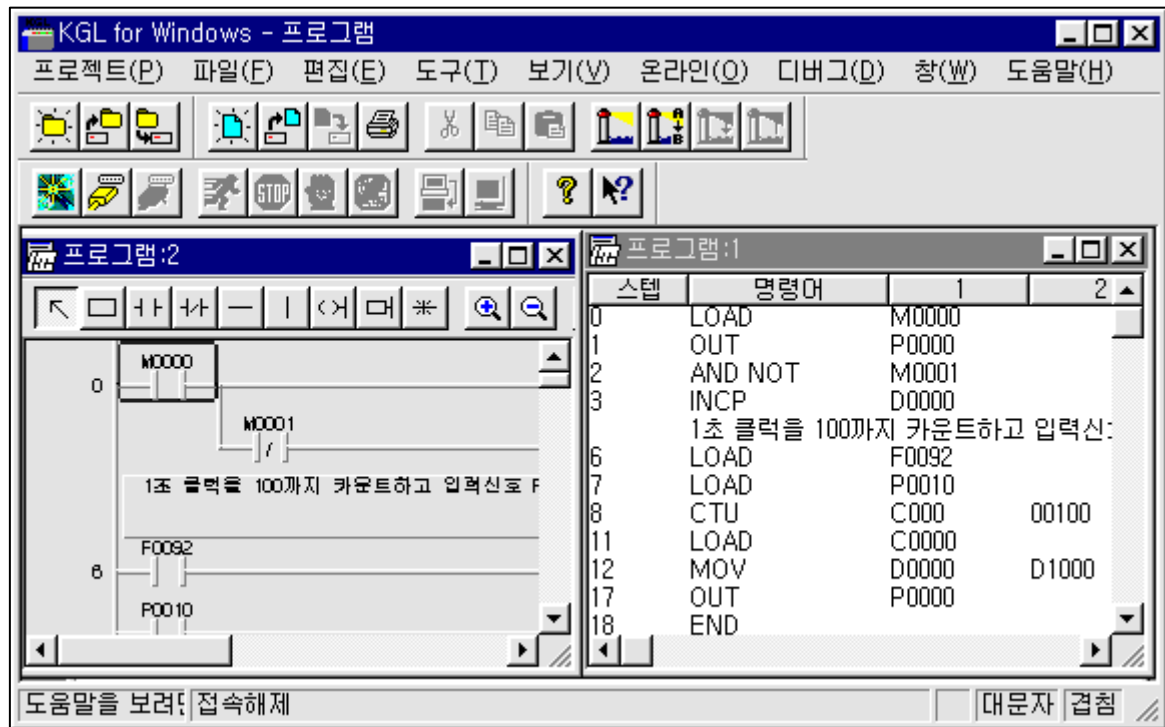 KGL for Windows - 프로그램
프로젝트(P) 파일(F) 편집(E) 도구(T) 보기(V) 온라인(O) 디버그(D) 창(W) 도움말(H)
STOP
프로그램:2
M0000
0
M0001
1초 클럭을 100까지 카운트하고 입력신호 P
F0092
6
P0010
프로그램:1
스텝 명령어 1 2
0 LOAD M0000
1 OUT P0000
2 AND NOT M0001
3 INCP D0000
1초 클럭을 100까지 카운트하고 입력신
6 LOAD F0092
7 LOAD P0010
8 CTU C000 00100
11 LOAD C0000
12 MOV D0000 D1000
17 OUT P0000
18 END
도움말을 보려면 접속해제 대문자 겹침